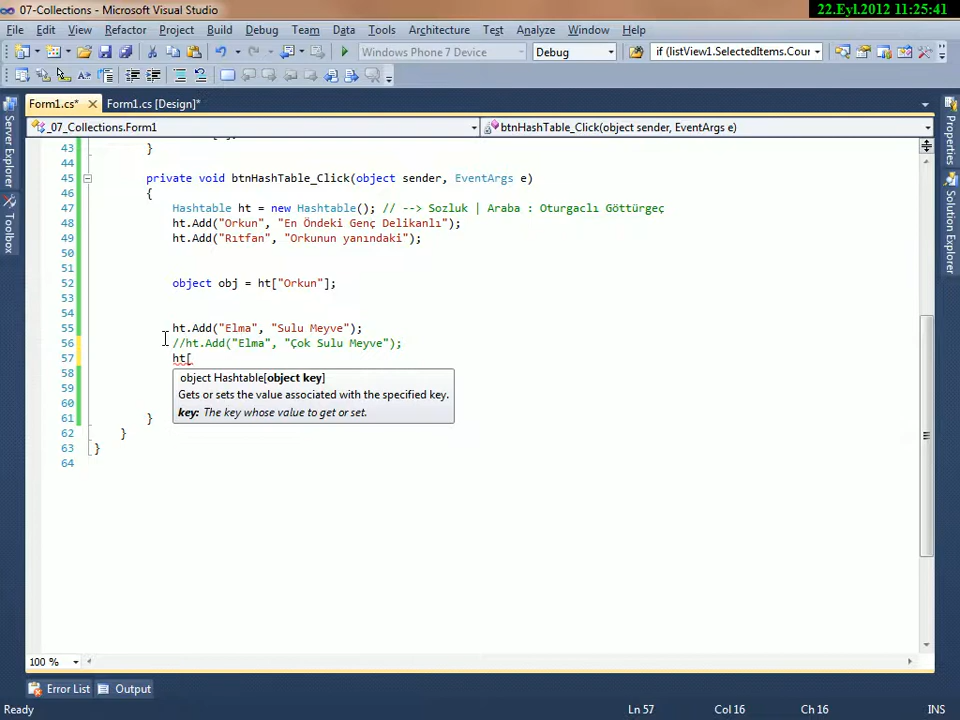 22.Eyl.2012 11:25:41
07-Collections - Microsoft Visual Studio
File Edit View Refactor Project Build Debug Team Data Tools Architecture Test Analyze Window Help
Windows Phone 7 Device Debug if (listView1.SelectedItems.Cour
Form1.cs* Form1.cs [Design]*
_07_Collections.Form1 btnHashTable_Click(object sender, EventArgs e)
Server Explorer
Toolbox
Properties
Solution Explorer
43 }
44
45 private void btnHashTable_Click(object sender, EventArgs e)
46 {
47 Hashtable ht = new Hashtable(); // --> Sozluk | Araba : Oturgaclı Göttürgeç
48 ht.Add("Orkun", "En Öndeki Genç Delikanlı");
49 ht.Add("Rıtfan", "Orkunun yanındaki");
50
51
52 object obj = ht["Orkun"];
53
54
55 ht.Add("Elma", "Sulu Meyve");
56 //ht.Add("Elma", "Çok Sulu Meyve");
57 ht[
58 object Hashtable[object key]
59 Gets or sets the value associated with the specified key.
60 key: The key whose value to get or set.
61 }
62 }
63 }
64
100 %
Error List Output
Ln 57 Col 16 Ch 16 INS